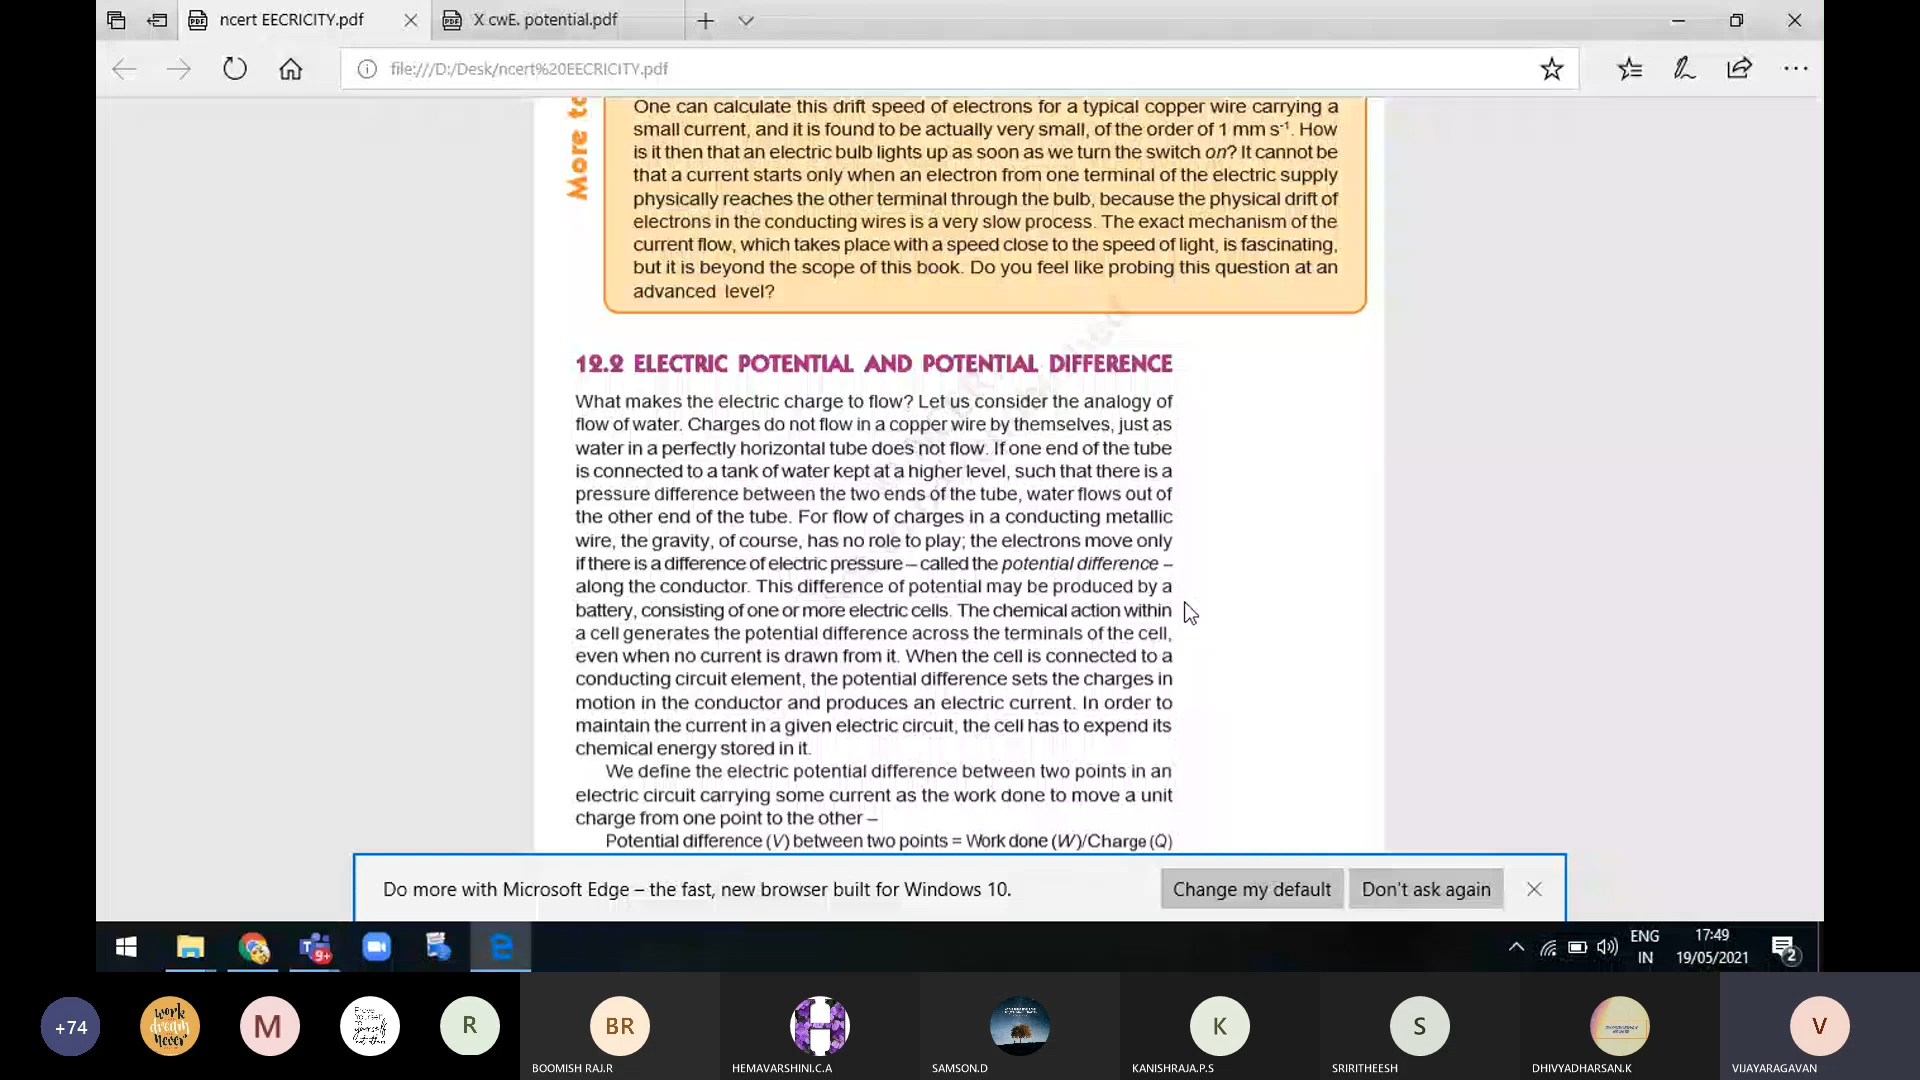 ncert EECRICITY.pdf
X cwE. potential.pdf
file:///D:/Desk/ncert%20EECRICITY.pdf
More to
One can calculate this drift speed of electrons for a typical copper wire carrying a
small current, and it is found to be actually very small, of the order of 1 mm s-1. How
is it then that an electric bulb lights up as soon as we turn the switch on? It cannot be
that a current starts only when an electron from one terminal of the electric supply
physically reaches the other terminal through the bulb, because the physical drift of
electrons in the conducting wires is a very slow process. The exact mechanism of the
current flow, which takes place with a speed close to the speed of light, is fascinating,
but it is beyond the scope of this book. Do you feel like probing this question at an
advanced level?
12.2 ELECTRIC POTENTIAL AND POTENTIAL DIFFERENCE
What makes the electric charge to flow? Let us consider the analogy of
flow of water. Charges do not flow in a copper wire by themselves, just as
water in a perfectly horizontal tube does not flow. If one end of the tube
is connected to a tank of water kept at a higher level, such that there is a
pressure difference between the two ends of the tube, water flows out of
the other end of the tube. For flow of charges in a conducting metallic
wire, the gravity, of course, has no role to play; the electrons move only
if there is a difference of electric pressure – called the potential difference –
along the conductor. This difference of potential may be produced by a
battery, consisting of one or more electric cells. The chemical action within
a cell generates the potential difference across the terminals of the cell,
even when no current is drawn from it. When the cell is connected to a
conducting circuit element, the potential difference sets the charges in
motion in the conductor and produces an electric current. In order to
maintain the current in a given electric circuit, the cell has to expend its
chemical energy stored in it.
We define the electric potential difference between two points in an
electric circuit carrying some current as the work done to move a unit
charge from one point to the other –
Potential difference (V) between two points = Work done (W)/Charge (Q)
Do more with Microsoft Edge – the fast, new browser built for Windows 10.
Change my default
Don't ask again
9+
ENG
IN
17:49
19/05/2021
2
+74
work
dream
never
M
R
BR
H
K
S
V
BOOMISH RAJ.R
HEMAVARSHINI.C.A
SAMSON.D
KANISHRAJA.P.S
SRIRITHEESH
DHIVYADHARSAN.K
VIJAYARAGAVAN